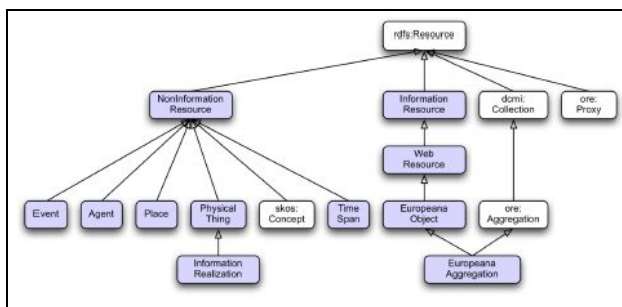 rdfs:Resource
NonInformation
Resource
Information
Resource
dcmi:
Collection
ore:
Proxy
Web
Resource
Event
Agent
Place
Physical
Thing
skos:
Concept
Time
Span
Europeana
Object
ore:
Aggregation
Information
Realization
Europeana
Aggregation